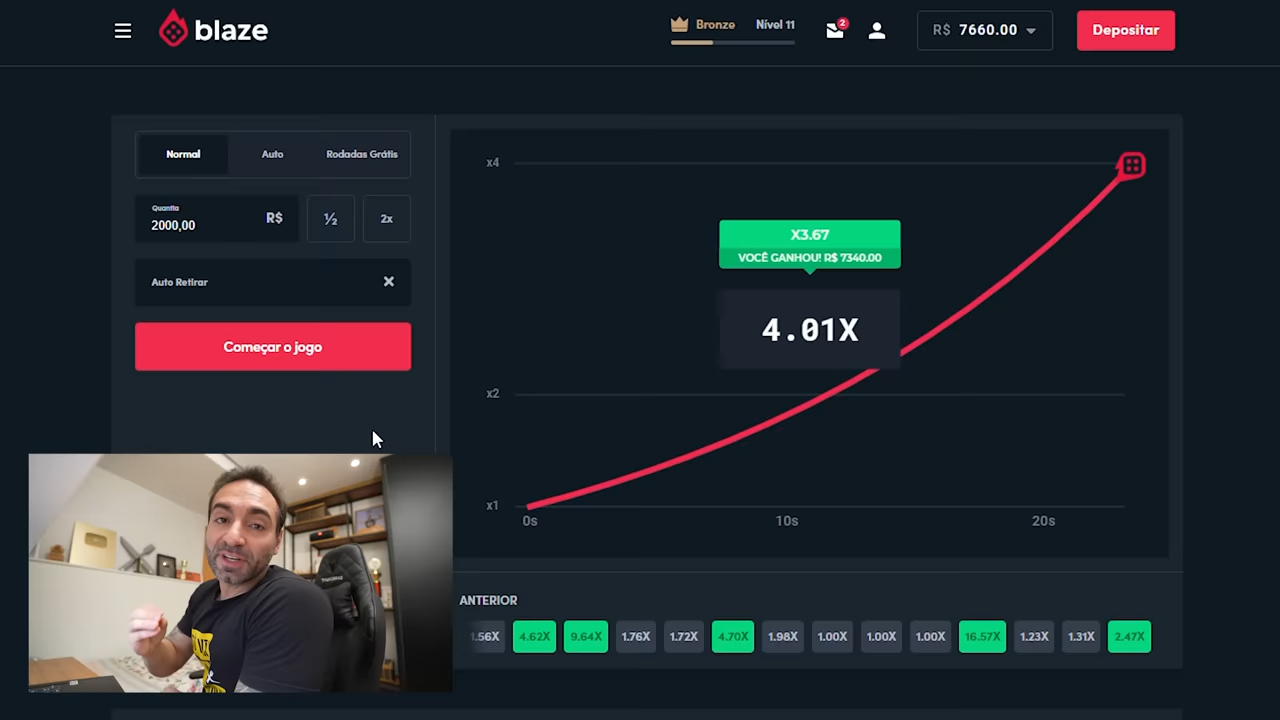 blaze
Bronze Nível 11
2
R$ 7660.00
Depositar
Normal Auto Rodadas Grátis
Quantia
2000,00
R$
½
2x
Auto Retirar
Começar o jogo
x4
X3.67
VOCÊ GANHOU! R$ 7340.00
4.01X
x2
x1
0s 10s 20s
ANTERIOR
1.56X 4.62X 9.64X 1.76X 1.72X 4.70X 1.98X 1.00X 1.00X 1.00X 16.57X 1.23X 1.31X 2.47X